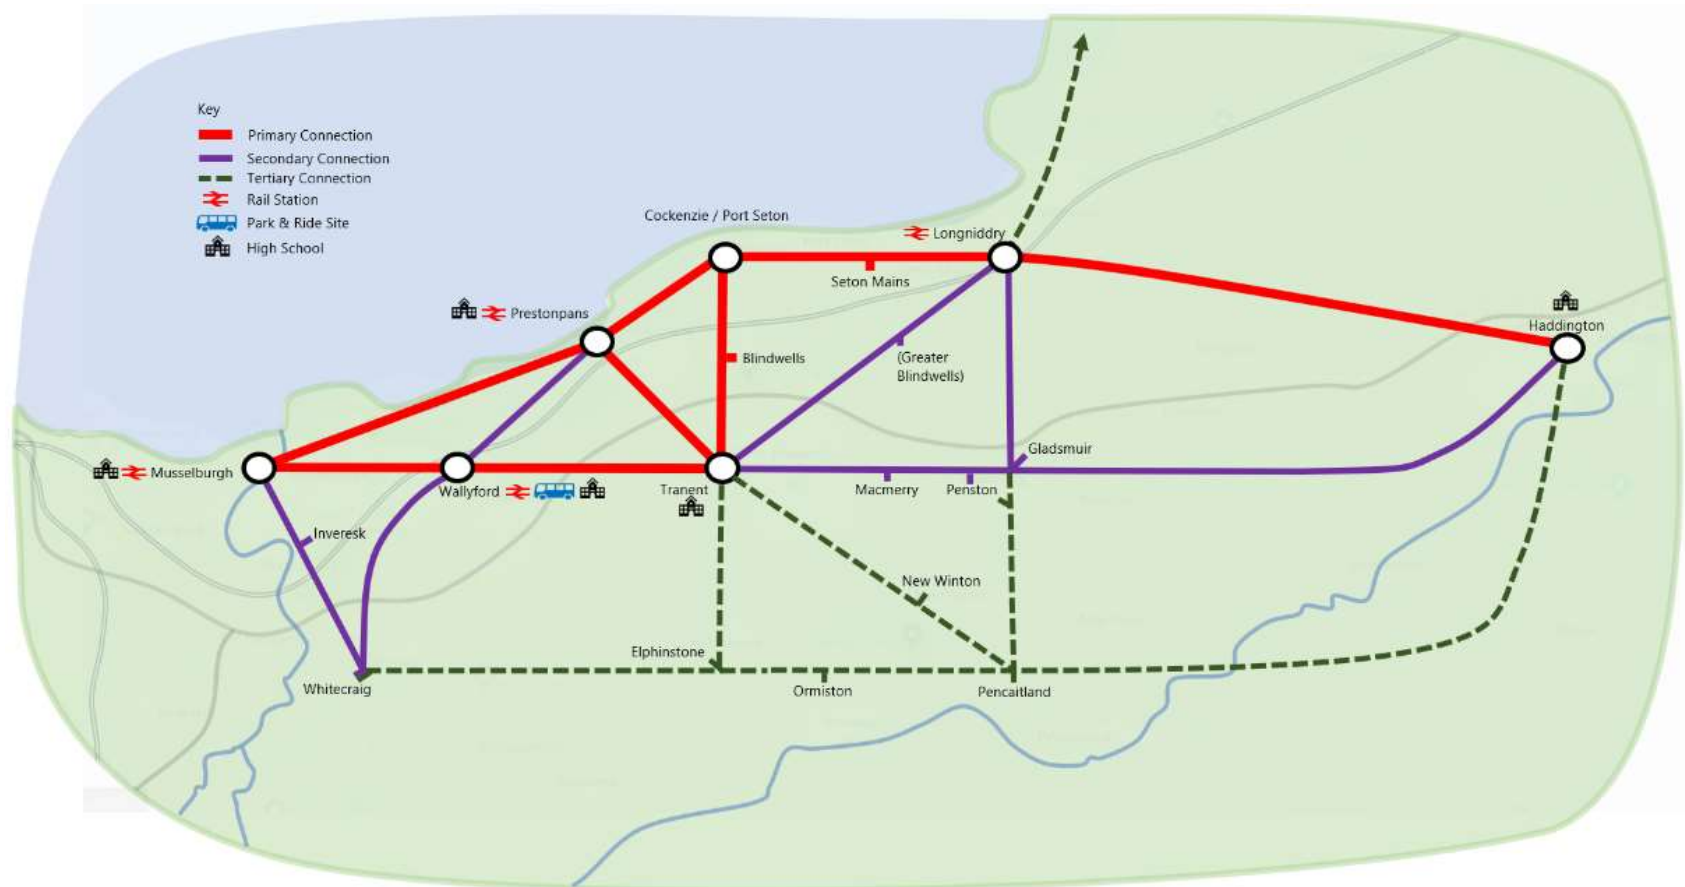 Key
Primary Connection
Secondary Connection
Tertiary Connection
Rail Station
Park & Ride Site
High School
Cockenzie / Port Seton
Longniddry
Seton Mains
Prestonpans
Haddington
Blindwells
(Greater
Blindwells)
Gladsmuir
Musselburgh
Wallyford
Tranent
Macmerry
Penston
Inveresk
New Winton
Elphinstone
Whitecraig
Ormiston
Pencaitland